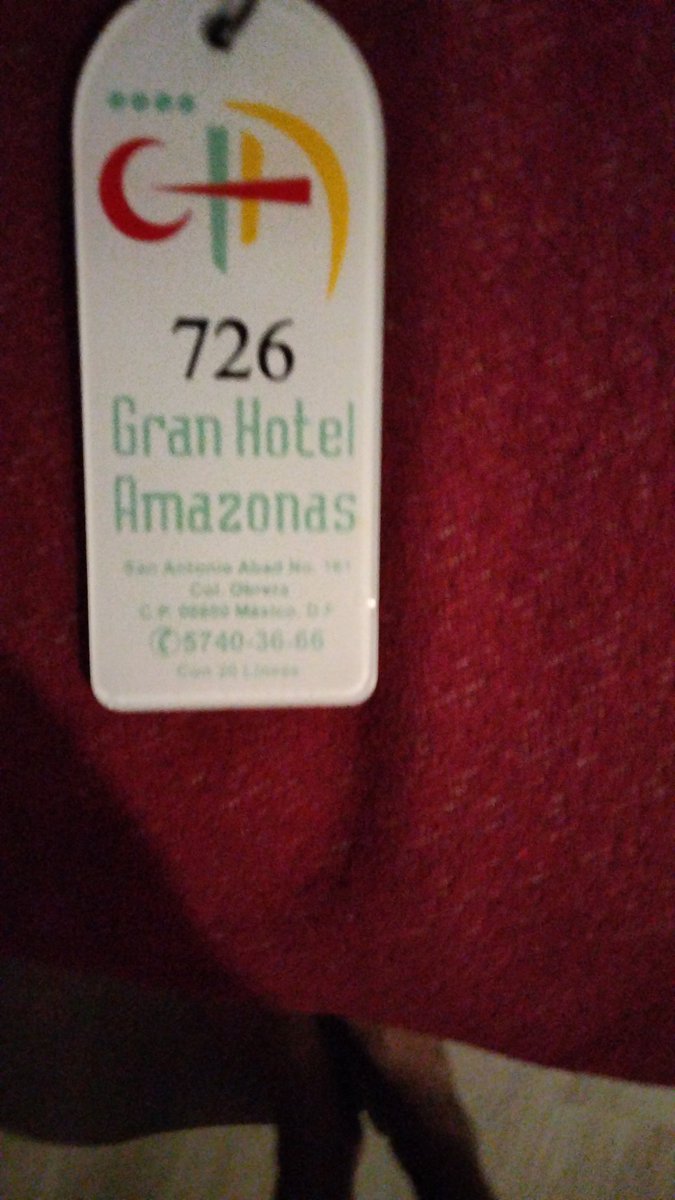 726
Gran Hotel
Amazonas
San Antonio Abad No. 161
Col. Obrera
C.P. 06800 México, D.F.
✆5740-36-66
Con 20 Líneas